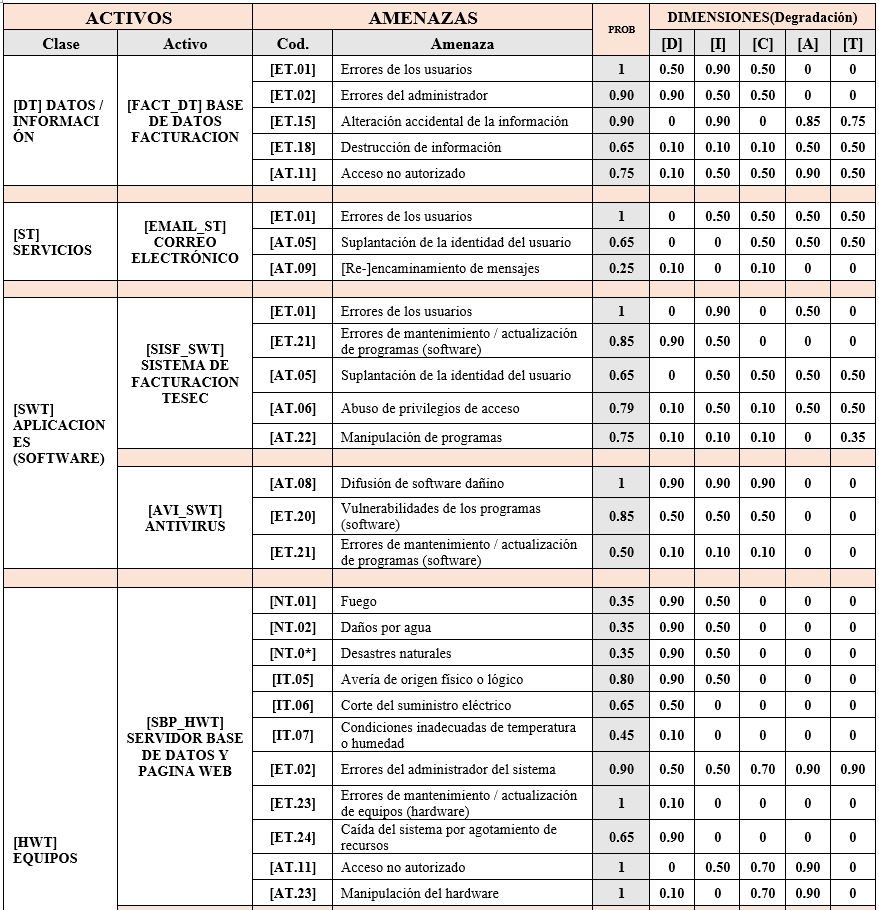 ACTIVOS AMENAZAS PROB DIMENSIONES(Degradación)
Clase Activo Cod. Amenaza [D] [I] [C] [A] [T]
[DT] DATOS /
INFORMACI
ÓN
[FACT_DT] BASE
DE DATOS
FACTURACION
[ET.01] Errores de los usuarios 1 0.50 0.90 0.50 0 0
[ET.02] Errores del administrador 0.90 0.90 0.50 0.50 0 0
[ET.15] Alteración accidental de la información 0.90 0 0.90 0 0.85 0.75
[ET.18] Destrucción de información 0.65 0.10 0.10 0.10 0.50 0.50
[AT.11] Acceso no autorizado 0.75 0.10 0.50 0.50 0.90 0.50
[ST]
SERVICIOS
[EMAIL_ST]
CORREO
ELECTRÓNICO
[ET.01] Errores de los usuarios 1 0 0.50 0.50 0.50 0.50
[AT.05] Suplantación de la identidad del usuario 0.65 0 0 0.50 0.50 0.50
[AT.09] [Re-]encaminamiento de mensajes 0.25 0.10 0 0.10 0 0
[SWT]
APLICACION
ES
(SOFTWARE)
[SISF_SWT]
SISTEMA DE
FACTURACION
TESEC
[ET.01] Errores de los usuarios 1 0 0.90 0 0.50 0
[ET.21] Errores de mantenimiento / actualización
de programas (software) 0.85 0.90 0.50 0 0 0
[AT.05] Suplantación de la identidad del usuario 0.65 0 0.50 0.50 0.50 0.50
[AT.06] Abuso de privilegios de acceso 0.79 0.10 0.50 0.10 0.50 0.50
[AT.22] Manipulación de programas 0.75 0.10 0.10 0.10 0 0.35
[AVI_SWT]
ANTIVIRUS
[AT.08] Difusión de software dañino 1 0.90 0.90 0.90 0 0
[ET.20] Vulnerabilidades de los programas
(software) 0.85 0.50 0.50 0.50 0 0
[ET.21] Errores de mantenimiento / actualización
de programas (software) 0.50 0.10 0.10 0.10 0 0
[HWT]
EQUIPOS
[SBP_HWT]
SERVIDOR BASE
DE DATOS Y
PAGINA WEB
[NT.01] Fuego 0.35 0.90 0.50 0 0 0
[NT.02] Daños por agua 0.35 0.90 0.50 0 0 0
[NT.0*] Desastres naturales 0.35 0.90 0.50 0 0 0
[IT.05] Avería de origen físico o lógico 0.80 0.90 0.50 0 0 0
[IT.06] Corte del suministro eléctrico 0.65 0.50 0 0 0 0
[IT.07] Condiciones inadecuadas de temperatura
o humedad 0.45 0.10 0 0 0 0
[ET.02] Errores del administrador del sistema 0.90 0.50 0.50 0.70 0.90 0.90
[ET.23] Errores de mantenimiento / actualización
de equipos (hardware) 1 0.10 0 0 0 0
[ET.24] Caída del sistema por agotamiento de
recursos 0.65 0.90 0 0 0 0
[AT.11] Acceso no autorizado 1 0 0.50 0.70 0.90 0
[AT.23] Manipulación del hardware 1 0.10 0 0.70 0.90 0